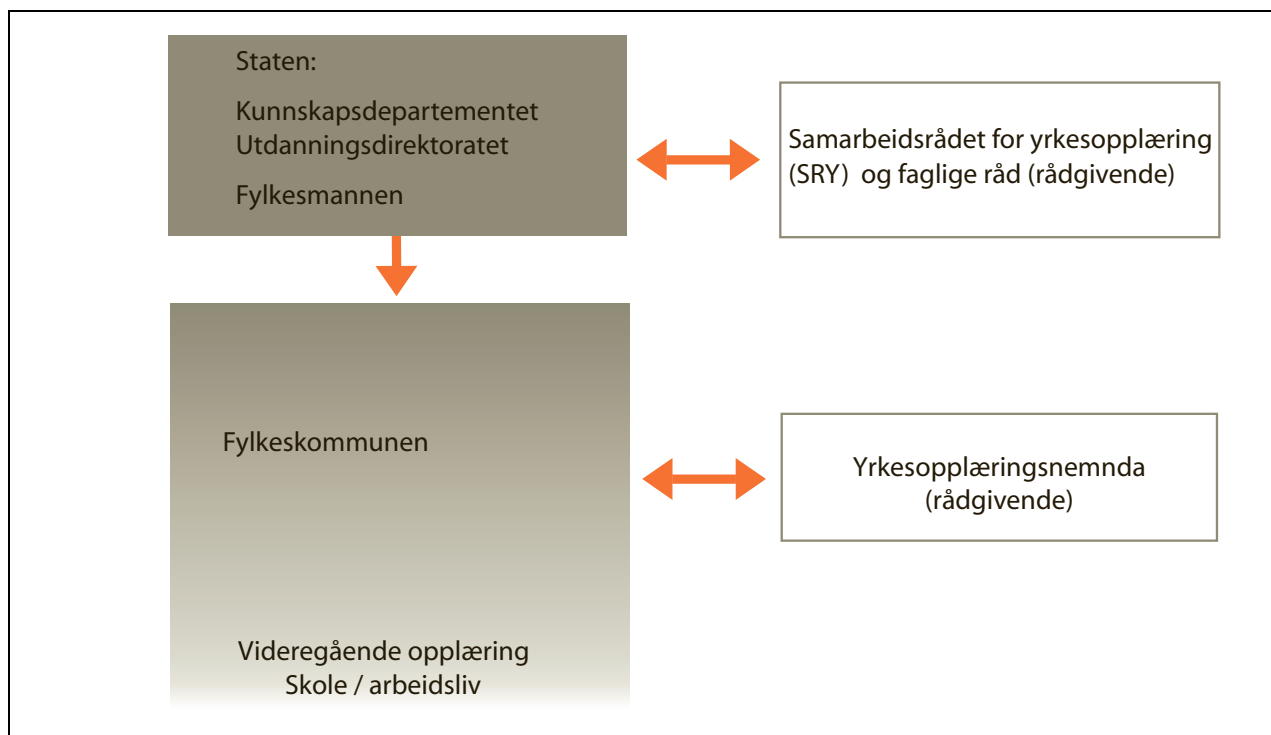 Staten:
Kunnskapsdepartementet
Utdanningsdirektoratet
Fylkesmannen
Samarbeidsrådet for yrkesopplæring
(SRY) og faglige råd (rådgivende)
Fylkeskommunen
Yrkesopplæringsnemnda
(rådgivende)
Videregående opplæring
Skole / arbeidsliv